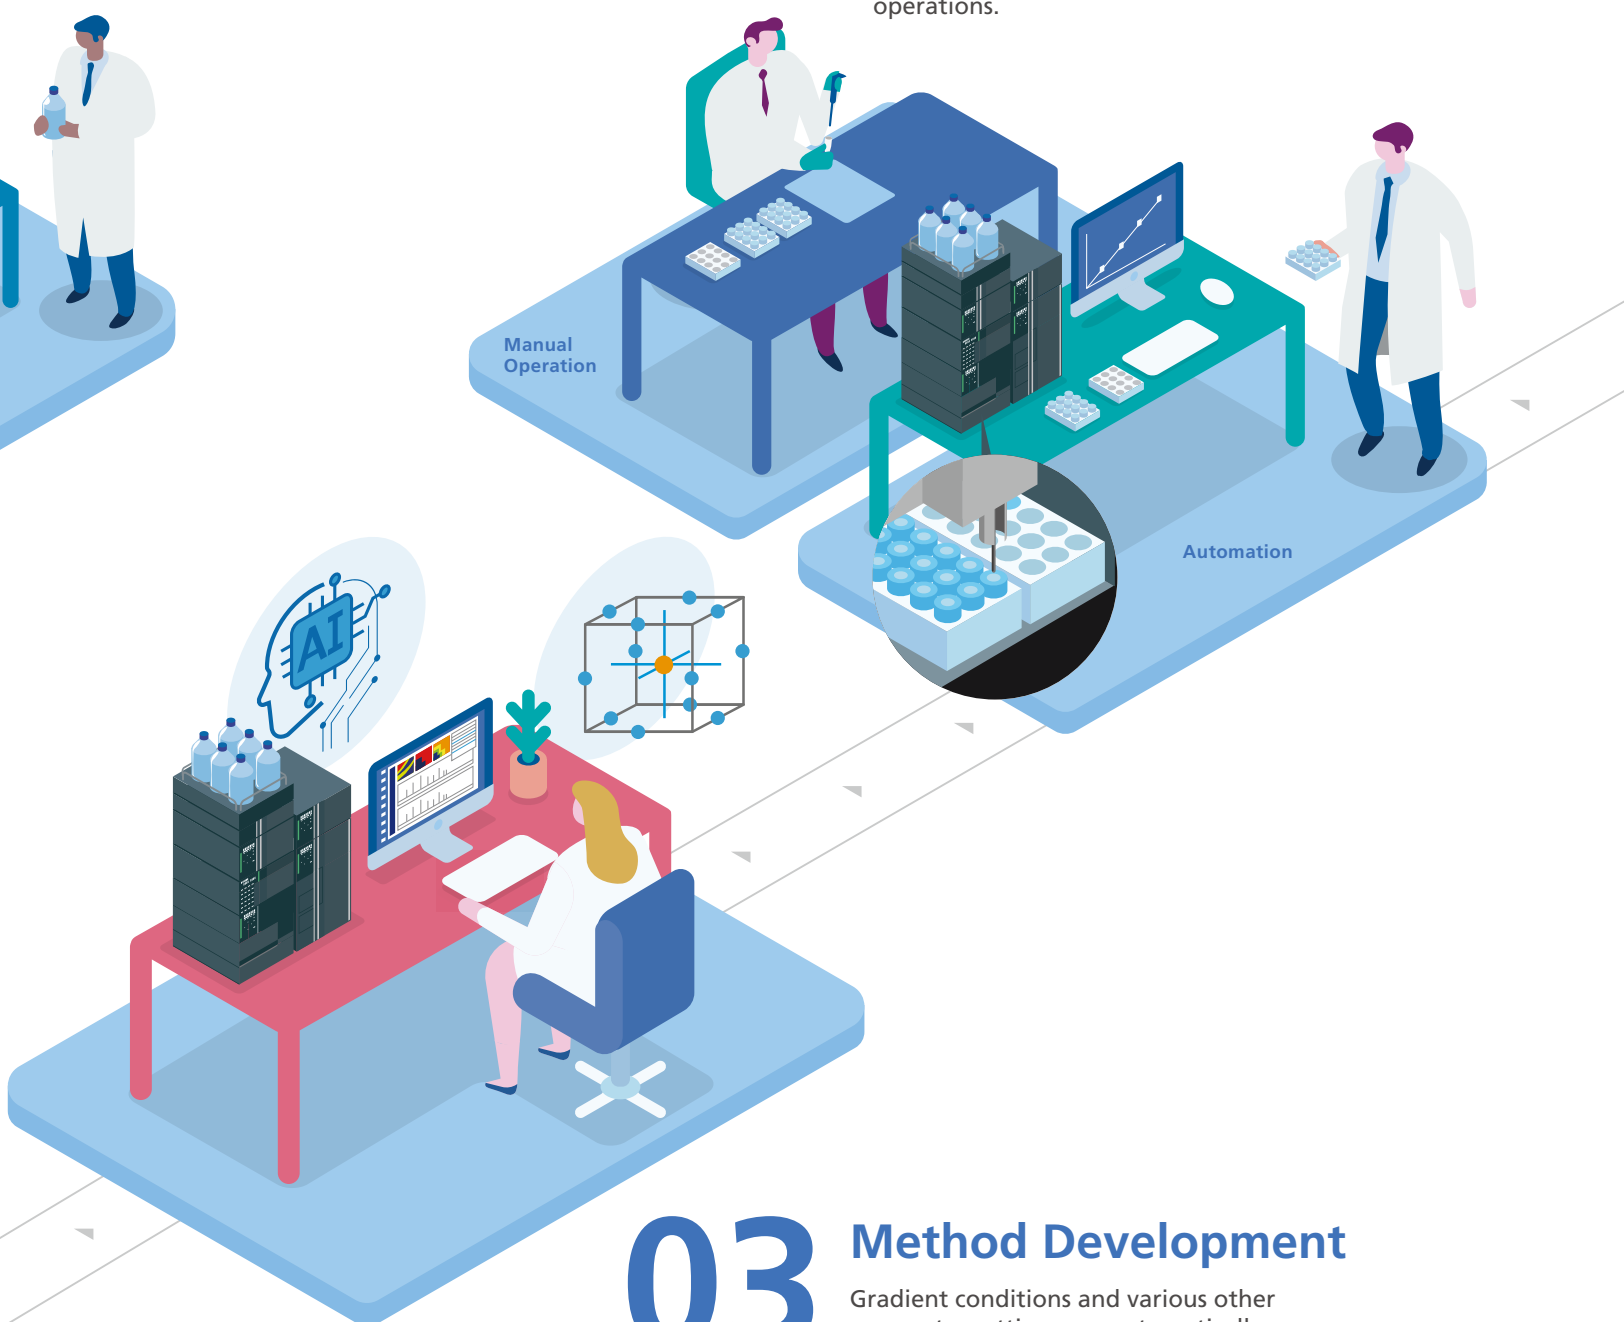 operations.
Manual
Operation
Automation
AI
03
Method Development
Gradient conditions and various other